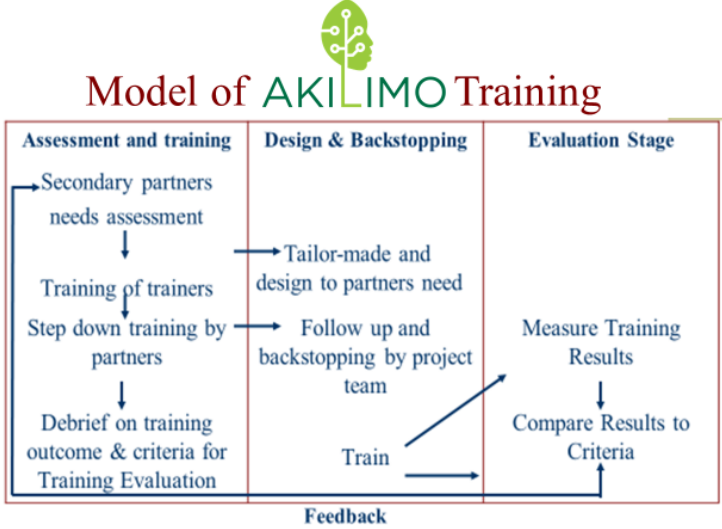 Model of AKILIMO Training
Assessment and training
Secondary partners
needs assessment
Training of trainers
Step down training by
partners
Debrief on training
outcome & criteria for
Training Evaluation
Design & Backstopping
Tailor-made and
design to partners need
Follow up and
backstopping by project
team
Train
Evaluation Stage
Measure Training
Results
Compare Results to
Criteria
Feedback